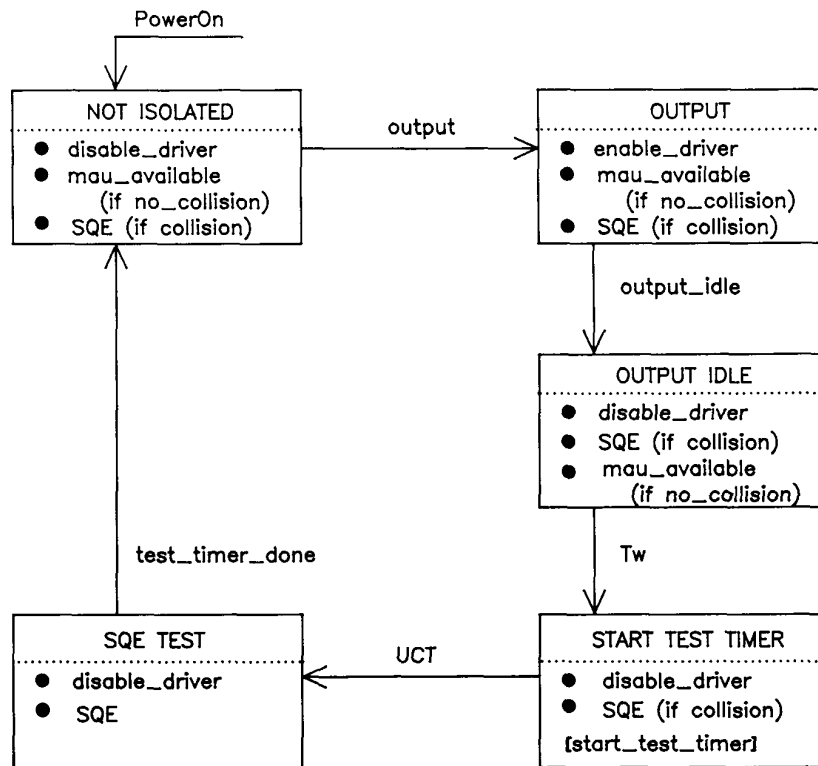 PowerOn
NOT ISOLATED
● disable_driver
● mau_available
(if no_collision)
● SQE (if collision)
output
OUTPUT
● enable_driver
● mau_available
(if no_collision)
● SQE (if collision)
output_idle
OUTPUT IDLE
● disable_driver
● SQE (if collision)
● mau_available
(if no_collision)
Tw
START TEST TIMER
● disable_driver
● SQE (if collision)
[start_test_timer]
UCT
SQE TEST
● disable_driver
● SQE
test_timer_done